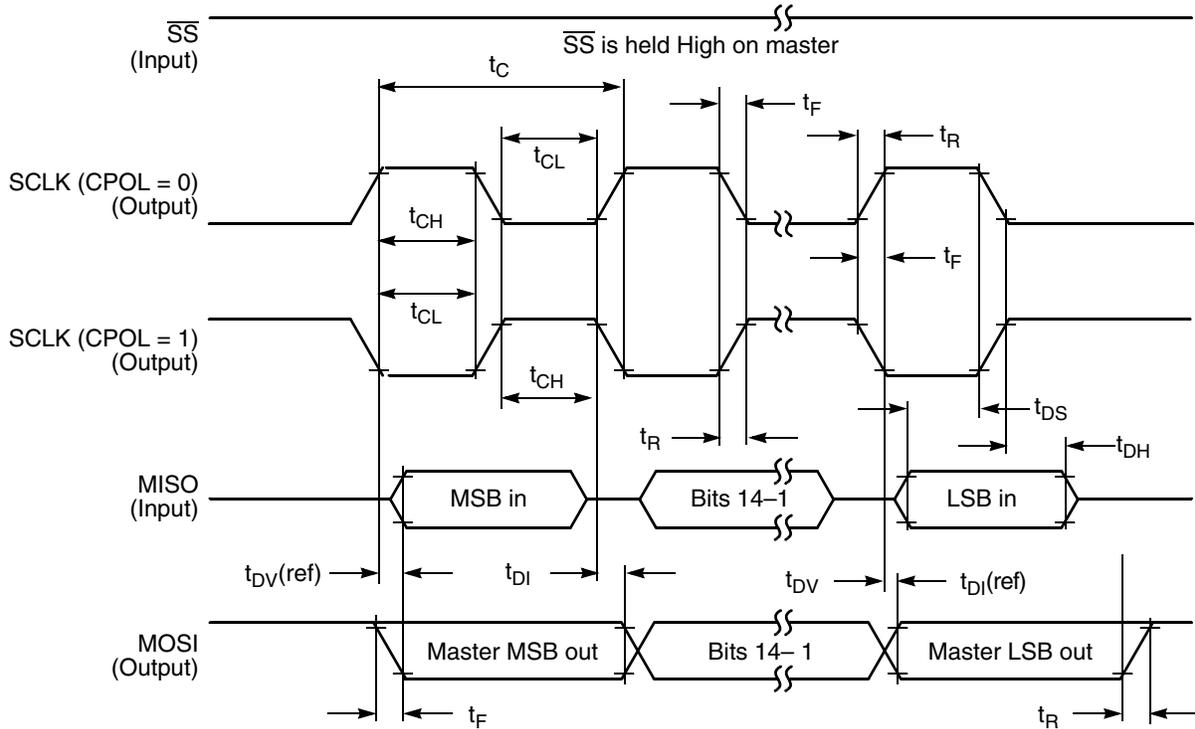 SS
(Input)
SS is held High on master
tC
tF
tR
tCL
SCLK (CPOL = 0)
(Output)
tCH
tF
tCL
SCLK (CPOL = 1)
(Output)
tCH
tDS
tR
tDH
MISO
(Input)
MSB in
Bits 14–1
LSB in
tDV(ref)
tDI
tDV
tDI(ref)
MOSI
(Output)
Master MSB out
Bits 14– 1
Master LSB out
tF
tR